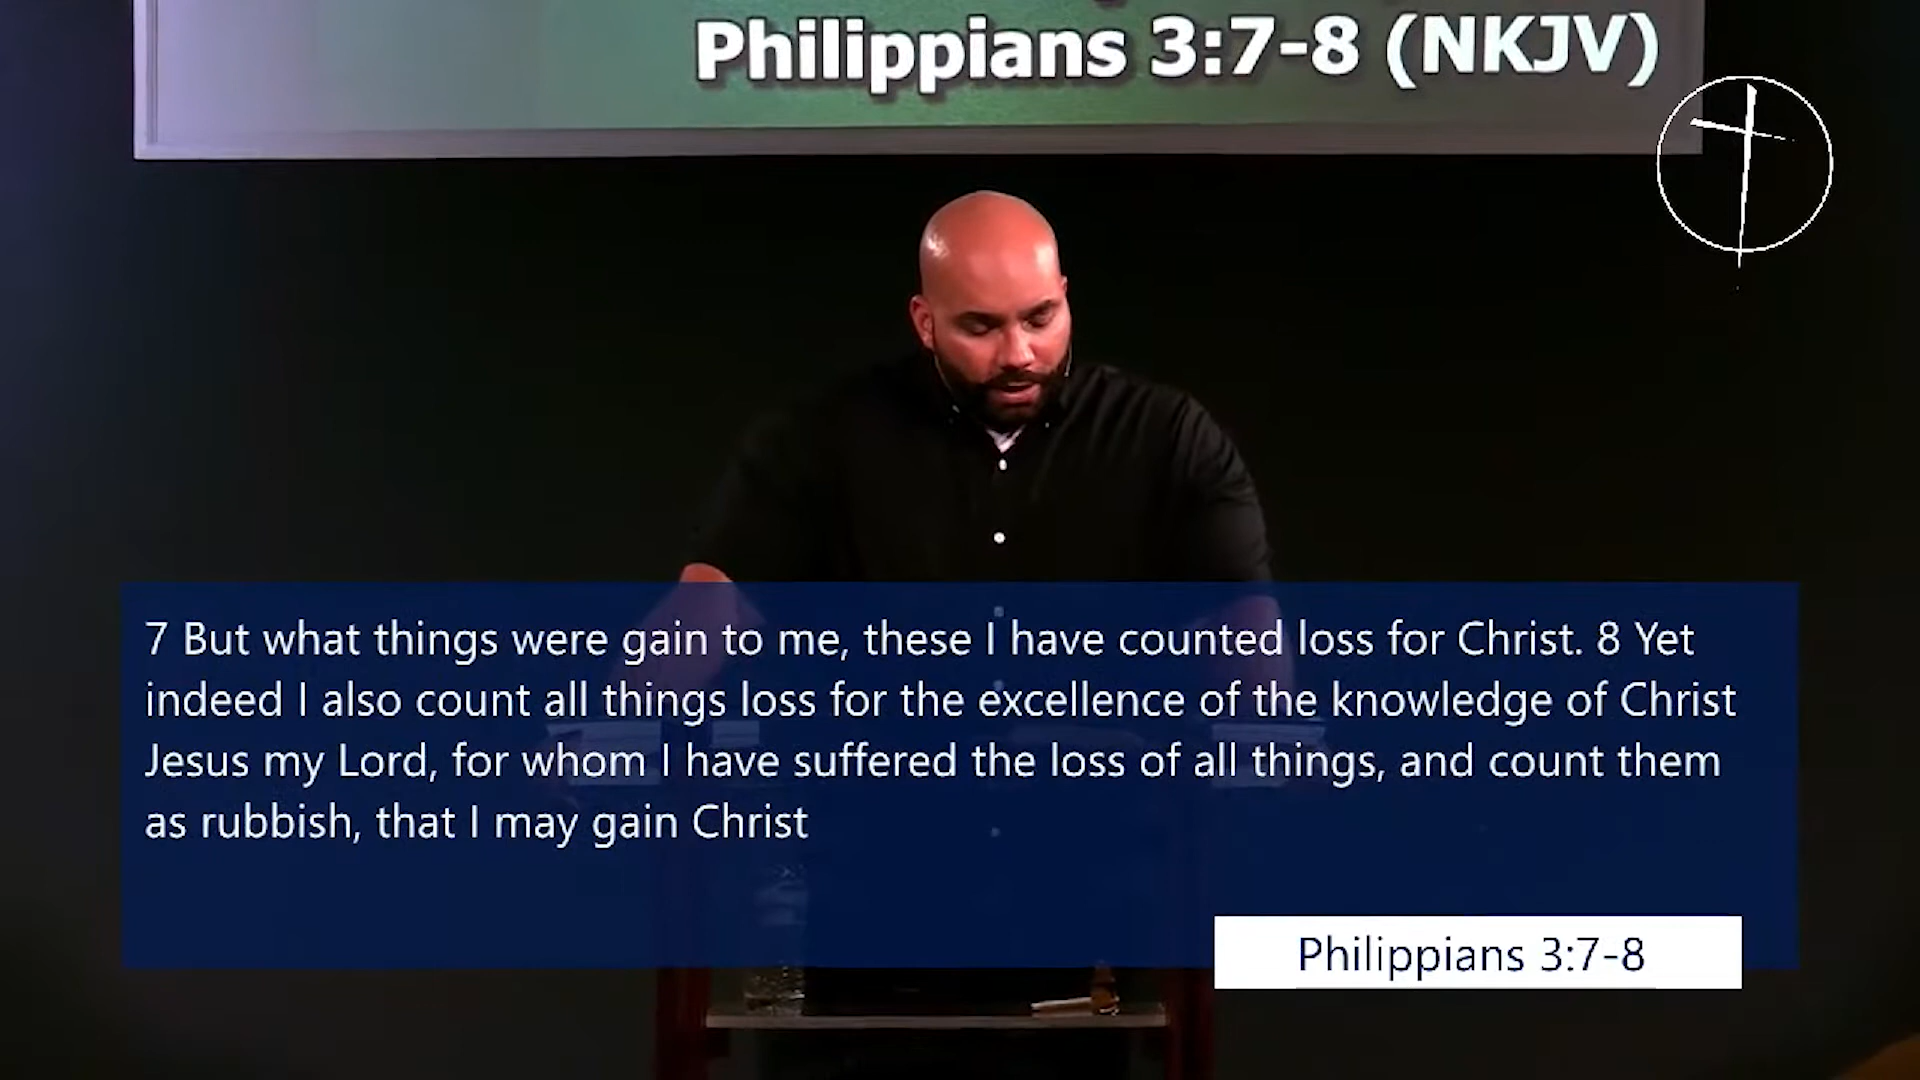 Philippians 3:7-8 (NKJV)
7 But what things were gain to me, these I have counted loss for Christ. 8 Yet
indeed I also count all things loss for the excellence of the knowledge of Christ
Jesus my Lord, for whom I have suffered the loss of all things, and count them
as rubbish, that I may gain Christ
Philippians 3:7-8